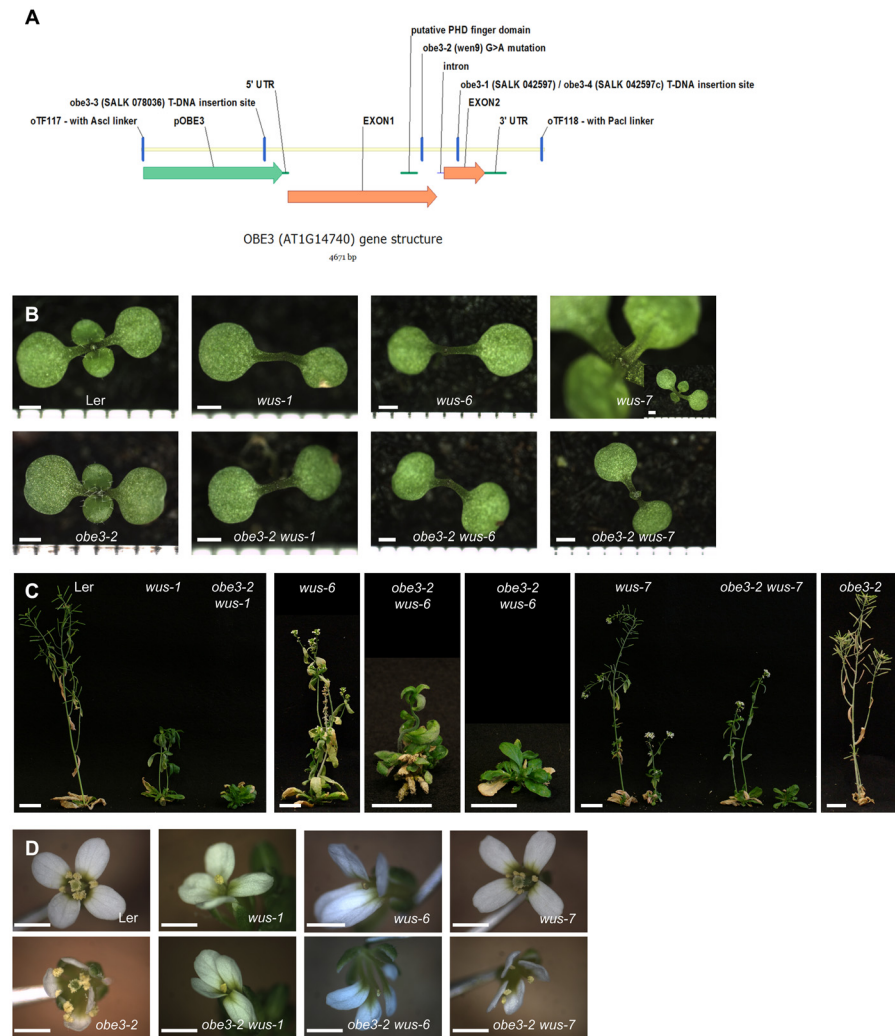 A
putative PHD finger domain
obe3-2 (wen9) G>A mutation
intron
5' UTR
obe3-1 (SALK 042597) / obe3-4 (SALK 042597c) T-DNA insertion site
obe3-3 (SALK 078036) T-DNA insertion site
EXON2
oTF117 - with AscI linker
pOBE3
EXON1
3' UTR
oTF118 - with PacI linker
OBE3 (AT1G14740) gene structure
4671 bp
B
Ler
wus-1
wus-6
wus-7
obe3-2
obe3-2 wus-1
obe3-2 wus-6
obe3-2 wus-7
C
Ler
wus-1
obe3-2
wus-1
wus-6
obe3-2
wus-6
obe3-2
wus-6
wus-7
obe3-2 wus-7
obe3-2
D
Ler
wus-1
wus-6
wus-7
obe3-2
obe3-2 wus-1
obe3-2 wus-6
obe3-2 wus-7